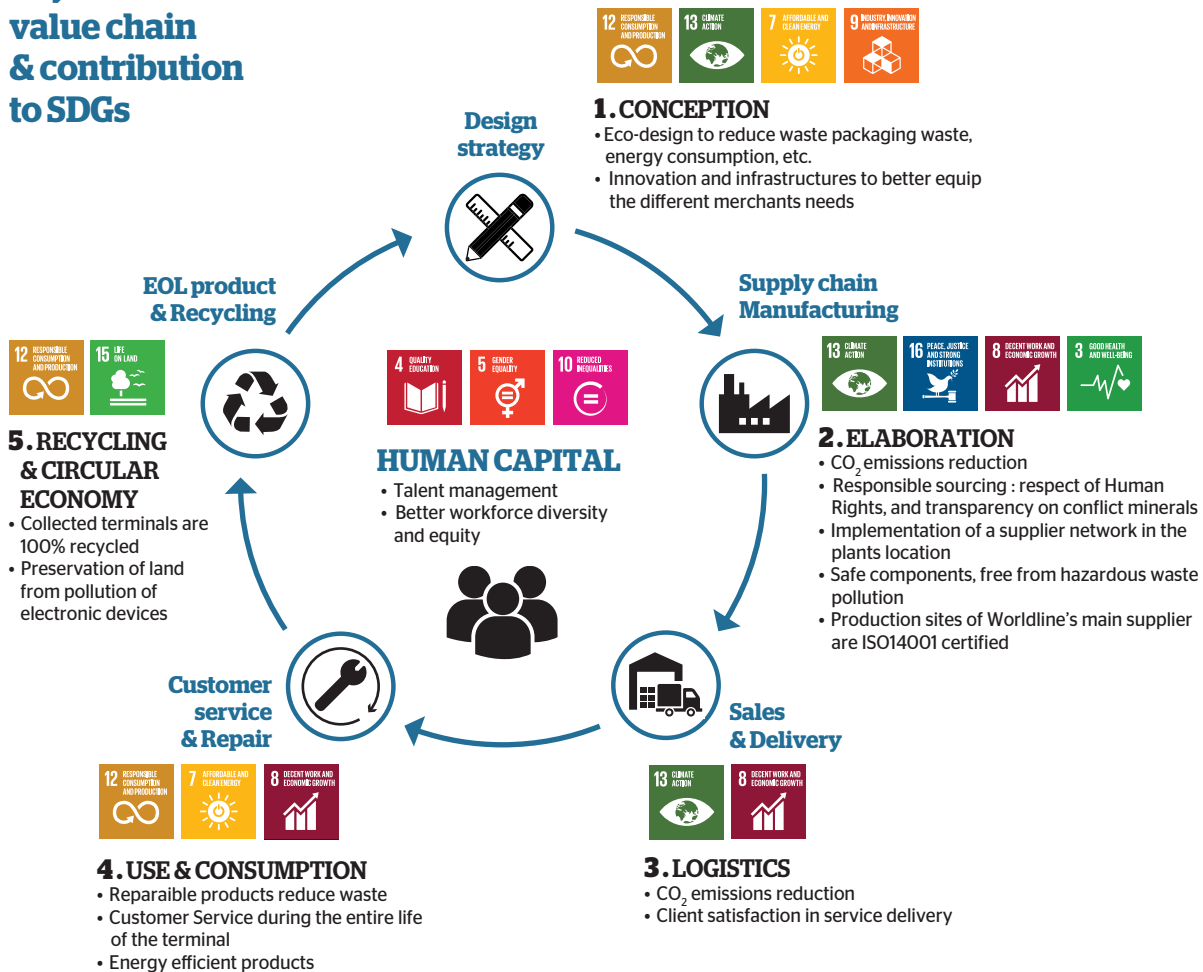 value chain
& contribution
to SDGs
12 RESPONSIBLE
CONSUMPTION
AND PRODUCTION
13 CLIMATE
ACTION
7 AFFORDABLE AND
CLEAN ENERGY
9 INDUSTRY, INNOVATION
AND INFRASTRUCTURE
1. CONCEPTION
• Eco-design to reduce waste packaging waste,
energy consumption, etc.
• Innovation and infrastructures to better equip
the different merchants needs
Design
strategy
Supply chain
Manufacturing
13 CLIMATE
ACTION
16 PEACE, JUSTICE
AND STRONG
INSTITUTIONS
8 DECENT WORK AND
ECONOMIC GROWTH
3 GOOD HEALTH
AND WELL-BEING
2. ELABORATION
• CO2 emissions reduction
• Responsible sourcing : respect of Human
Rights, and transparency on conflict minerals
• Implementation of a supplier network in the
plants location
• Safe components, free from hazardous waste
pollution
• Production sites of Worldline's main supplier
are ISO14001 certified
Sales
& Delivery
13 CLIMATE
ACTION
8 DECENT WORK AND
ECONOMIC GROWTH
3. LOGISTICS
• CO2 emissions reduction
• Client satisfaction in service delivery
Customer
service
& Repair
12 RESPONSIBLE
CONSUMPTION
AND PRODUCTION
7 AFFORDABLE AND
CLEAN ENERGY
8 DECENT WORK AND
ECONOMIC GROWTH
4. USE & CONSUMPTION
• Reparaible products reduce waste
• Customer Service during the entire life
of the terminal
• Energy efficient products
EOL product
& Recycling
12 RESPONSIBLE
CONSUMPTION
AND PRODUCTION
15 LIFE
ON LAND
5. RECYCLING
& CIRCULAR
ECONOMY
• Collected terminals are
100% recycled
• Preservation of land
from pollution of
electronic devices
4 QUALITY
EDUCATION
5 GENDER
EQUALITY
10 REDUCED
INEQUALITIES
HUMAN CAPITAL
• Talent management
• Better workforce diversity
and equity